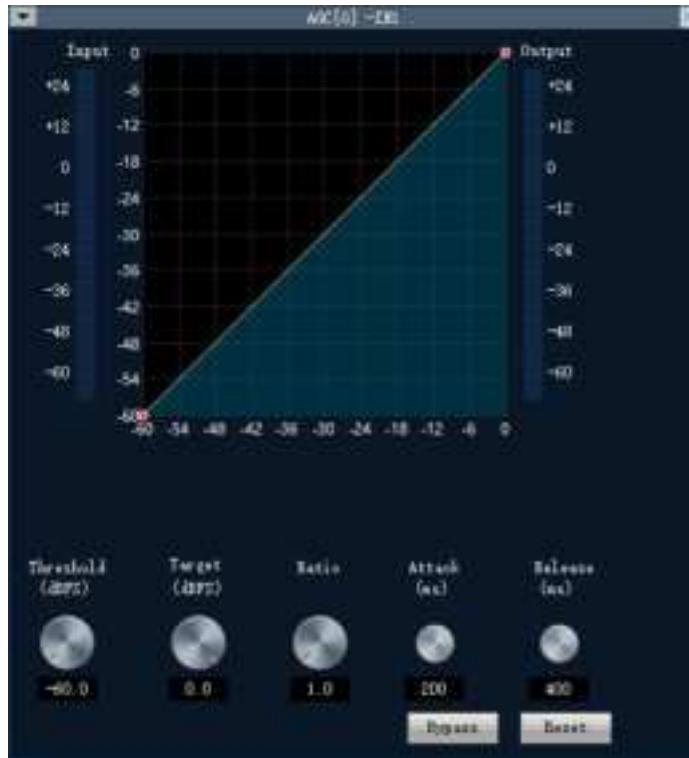 AGC[0] -IN1
Input
Output
+24
+12
0
-12
-24
-36
-48
-60
0
-6
-12
-18
-24
-30
-36
-42
-48
-54
-60
-60 -54 -48 -42 -36 -30 -24 -18 -12 -6 0
+24
+12
0
-12
-24
-36
-48
-60
Threshold (dBFS)
Target (dBFS)
Ratio
Attack (ms)
Release (ms)
-60.0
0.0
1.0
200
400
Bypass
Reset